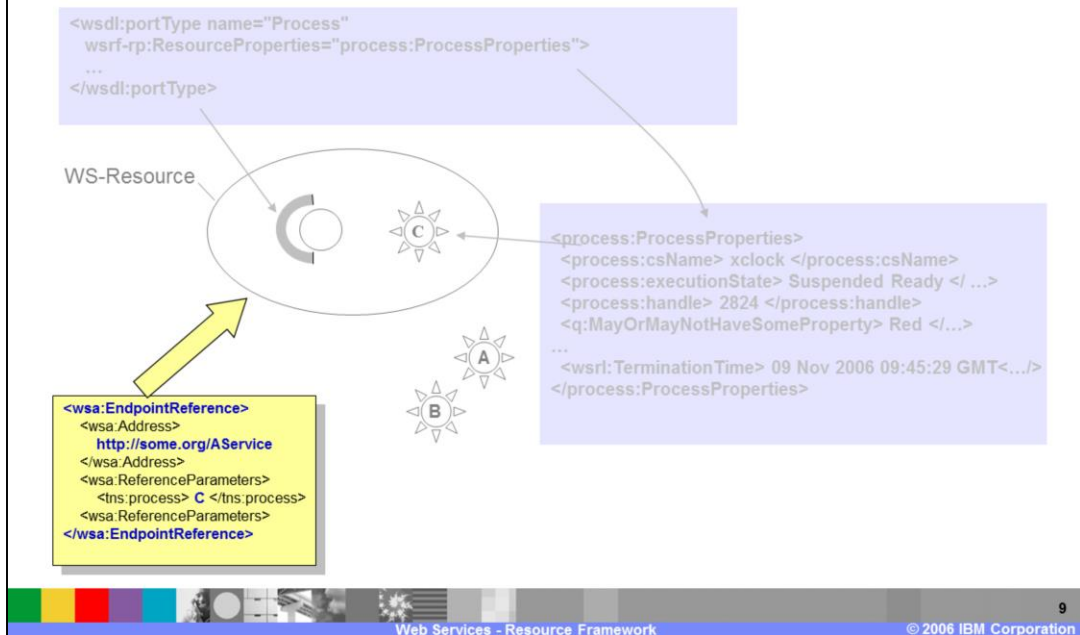 <wsdl:portType name="Process"
wsrf-rp:ResourceProperties="process:ProcessProperties">
…
</wsdl:portType>
WS-Resource
C
<process:ProcessProperties>
<process:csName> xclock </process:csName>
<process:executionState> Suspended Ready </ …>
<process:handle> 2824 </process:handle>
<q:MayOrMayNotHaveSomeProperty> Red </…>
…
<wsrl:TerminationTime> 09 Nov 2006 09:45:29 GMT<…/>
</process:ProcessProperties>
A
B
<wsa:EndpointReference>
<wsa:Address>
http://some.org/AService
</wsa:Address>
<wsa:ReferenceParameters>
<tns:process> C </tns:process>
<wsa:ReferenceParameters>
</wsa:EndpointReference>
9
Web Services - Resource Framework
© 2006 IBM Corporation